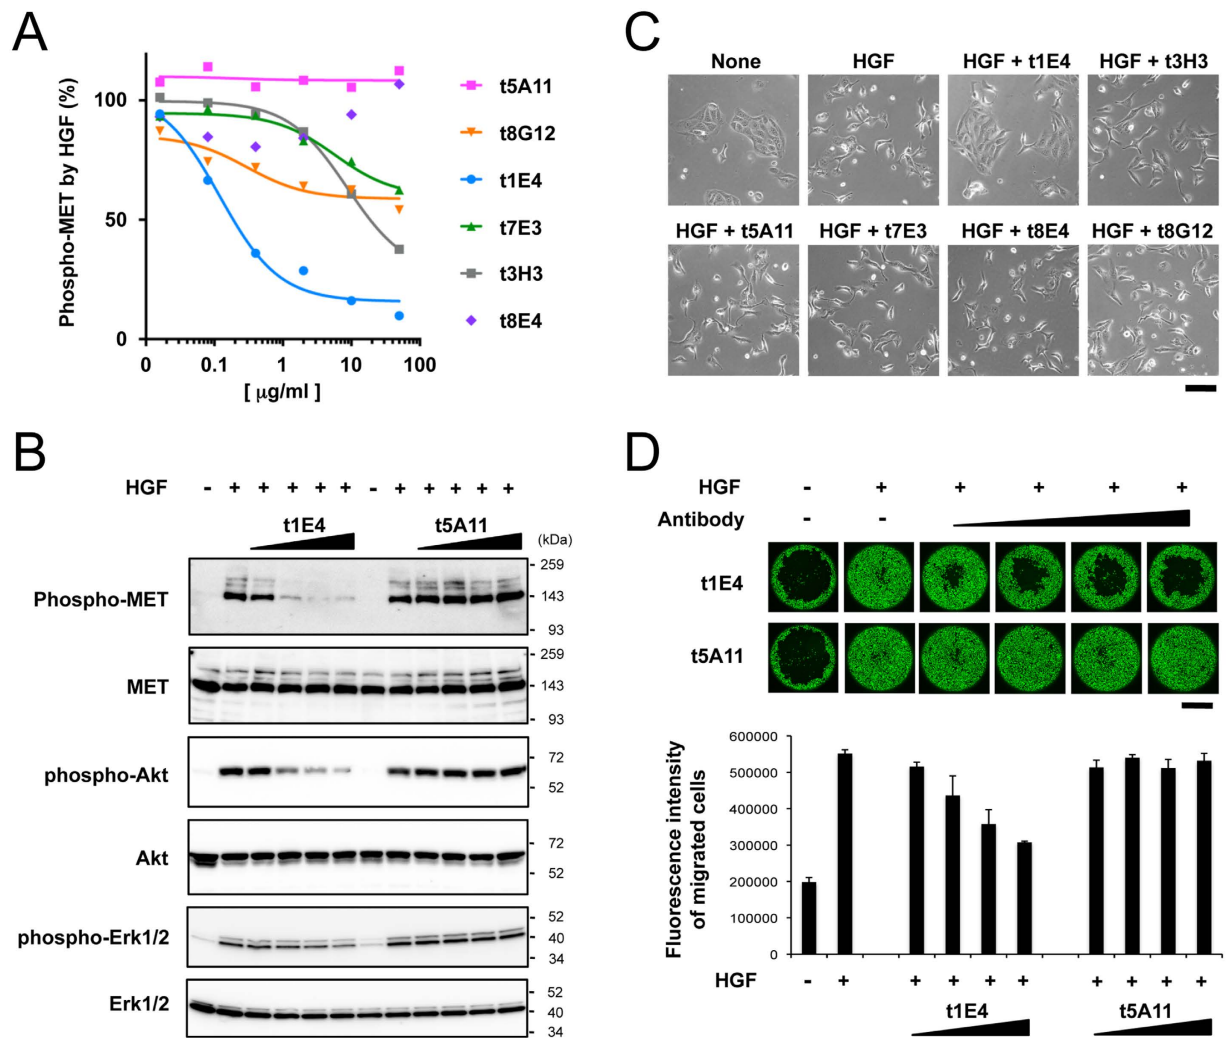 A
Phospho-MET by HGF (%)
100
50
0
0 0.1 1 10 100
[ μg/ml ]
t5A11
t8G12
t1E4
t7E3
t3H3
t8E4
C
None HGF HGF + t1E4 HGF + t3H3
HGF + t5A11 HGF + t7E3 HGF + t8E4 HGF + t8G12
B
HGF - + + + + + - + + + + +
t1E4 t5A11
(kDa)
Phospho-MET
- 259
- 143
- 93
MET
- 259
- 143
- 93
phospho-Akt
- 72
- 52
Akt
- 72
- 52
phospho-Erk1/2
- 52
- 40
- 34
Erk1/2
- 52
- 40
- 34
D
HGF - + + + + +
Antibody - -
t1E4
t5A11
Fluorescence intensity
of migrated cells
600000
500000
400000
300000
200000
100000
0
HGF - + + + + + + + + +
t1E4 t5A11